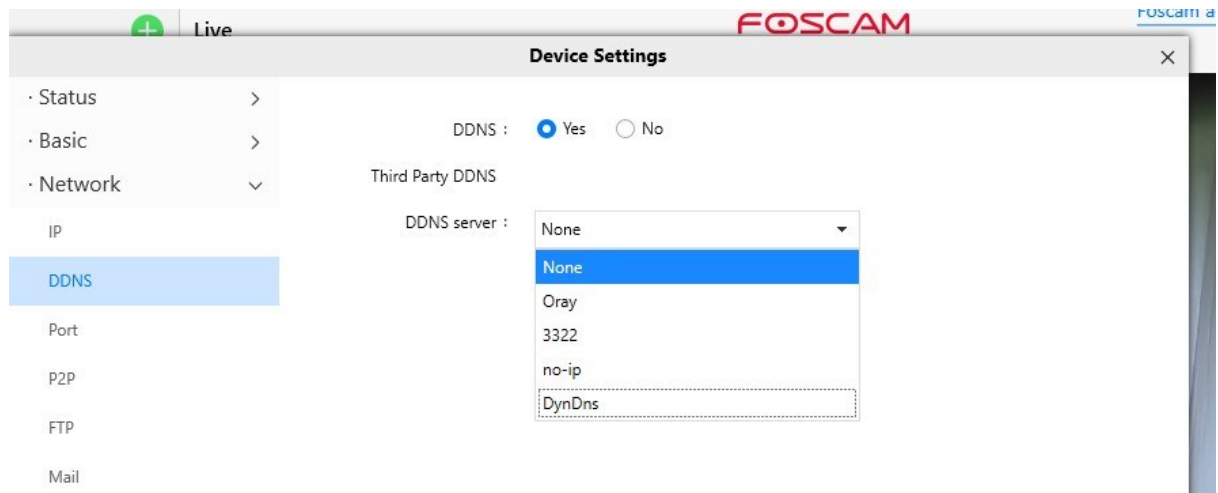 Live
FOSCAM
Foscam a
Device Settings
· Status
· Basic
· Network
IP
DDNS
Port
P2P
FTP
Mail
DDNS :
Yes
No
Third Party DDNS
DDNS server :
None
None
Oray
3322
no-ip
DynDns